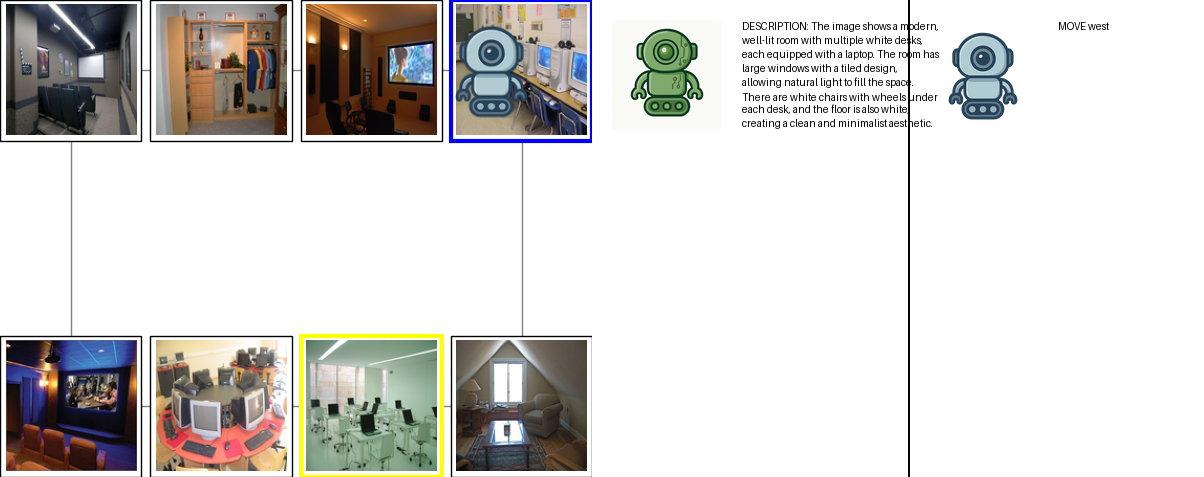 DESCRIPTION: The image shows a modern,
well-lit room with multiple white desks,
each equipped with a laptop. The room has
large windows with a tiled design,
allowing natural light to fill the space.
There are white chairs with wheels under
each desk, and the floor is also white,
creating a clean and minimalist aesthetic.
MOVE west